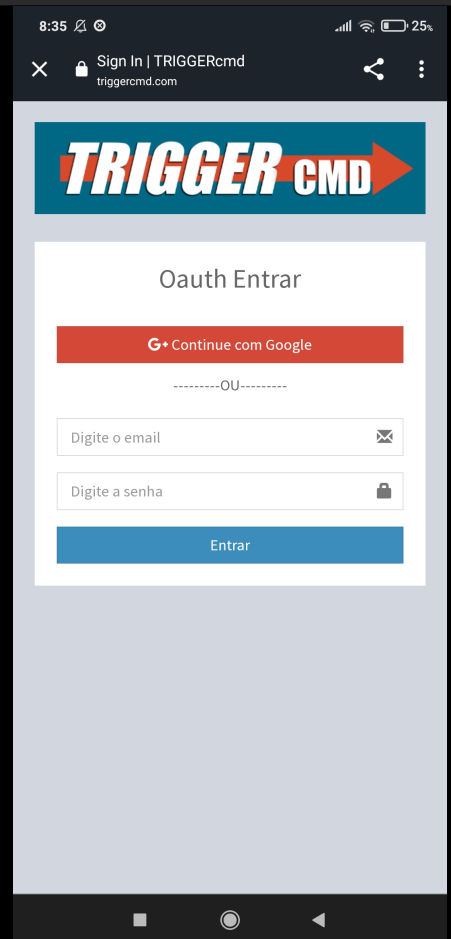 8:35
25%
Sign In | TRIGGERcmd
triggercmd.com
TRIGGER CMD
Oauth Entrar
G+ Continue com Google
---------OU---------
Digite o email
Digite a senha
Entrar